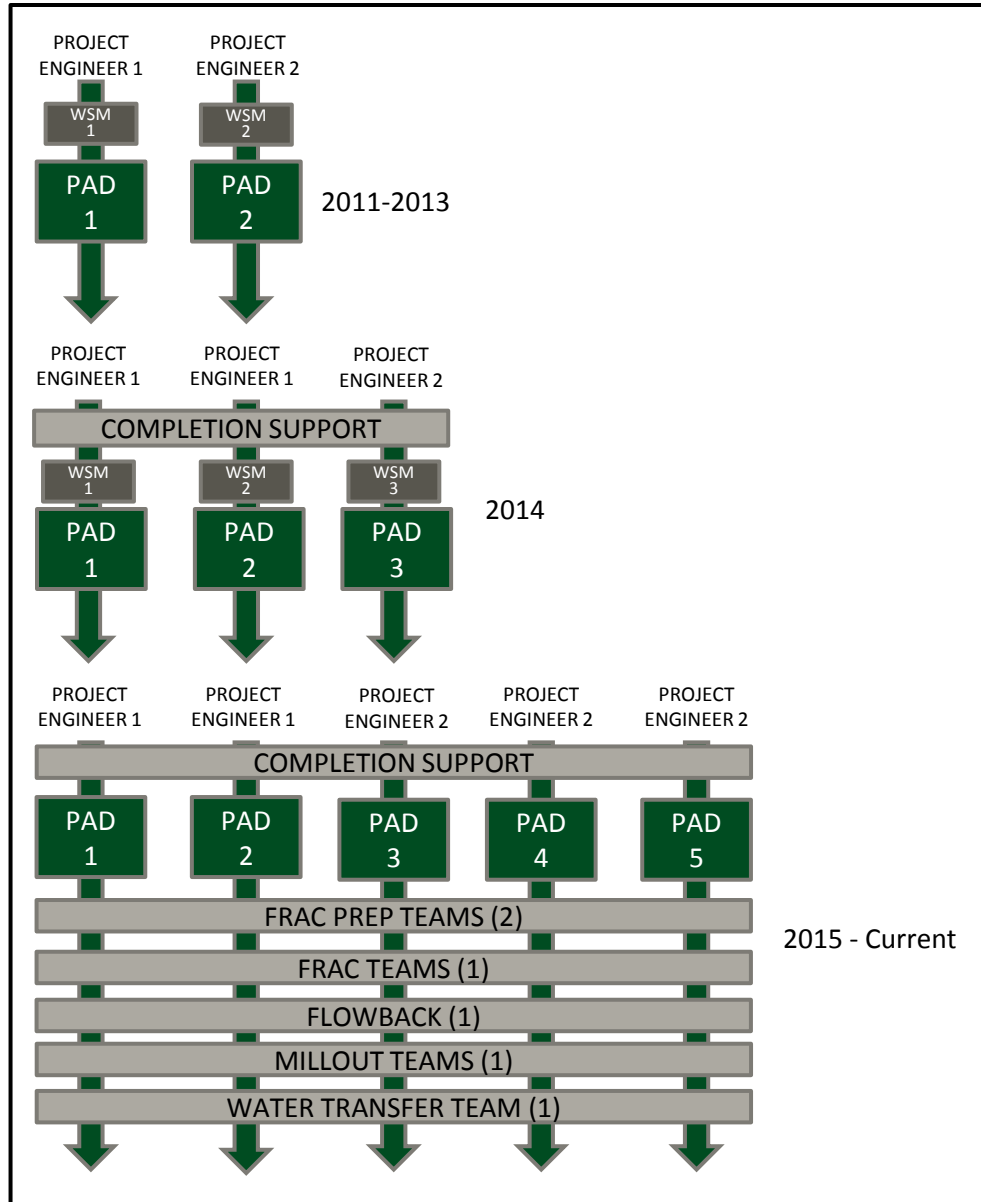 PROJECT
ENGINEER 1
PROJECT
ENGINEER 2
WSM
1
WSM
2
PAD
1
PAD
2
2011-2013
PROJECT
ENGINEER 1
PROJECT
ENGINEER 1
PROJECT
ENGINEER 2
COMPLETION SUPPORT
WSM
1
WSM
2
WSM
3
PAD
1
PAD
2
PAD
3
2014
PROJECT
ENGINEER 1
PROJECT
ENGINEER 1
PROJECT
ENGINEER 2
PROJECT
ENGINEER 2
PROJECT
ENGINEER 2
COMPLETION SUPPORT
PAD
1
PAD
2
PAD
3
PAD
4
PAD
5
FRAC PREP TEAMS (2)
2015 - Current
FRAC TEAMS (1)
FLOWBACK (1)
MILLOUT TEAMS (1)
WATER TRANSFER TEAM (1)